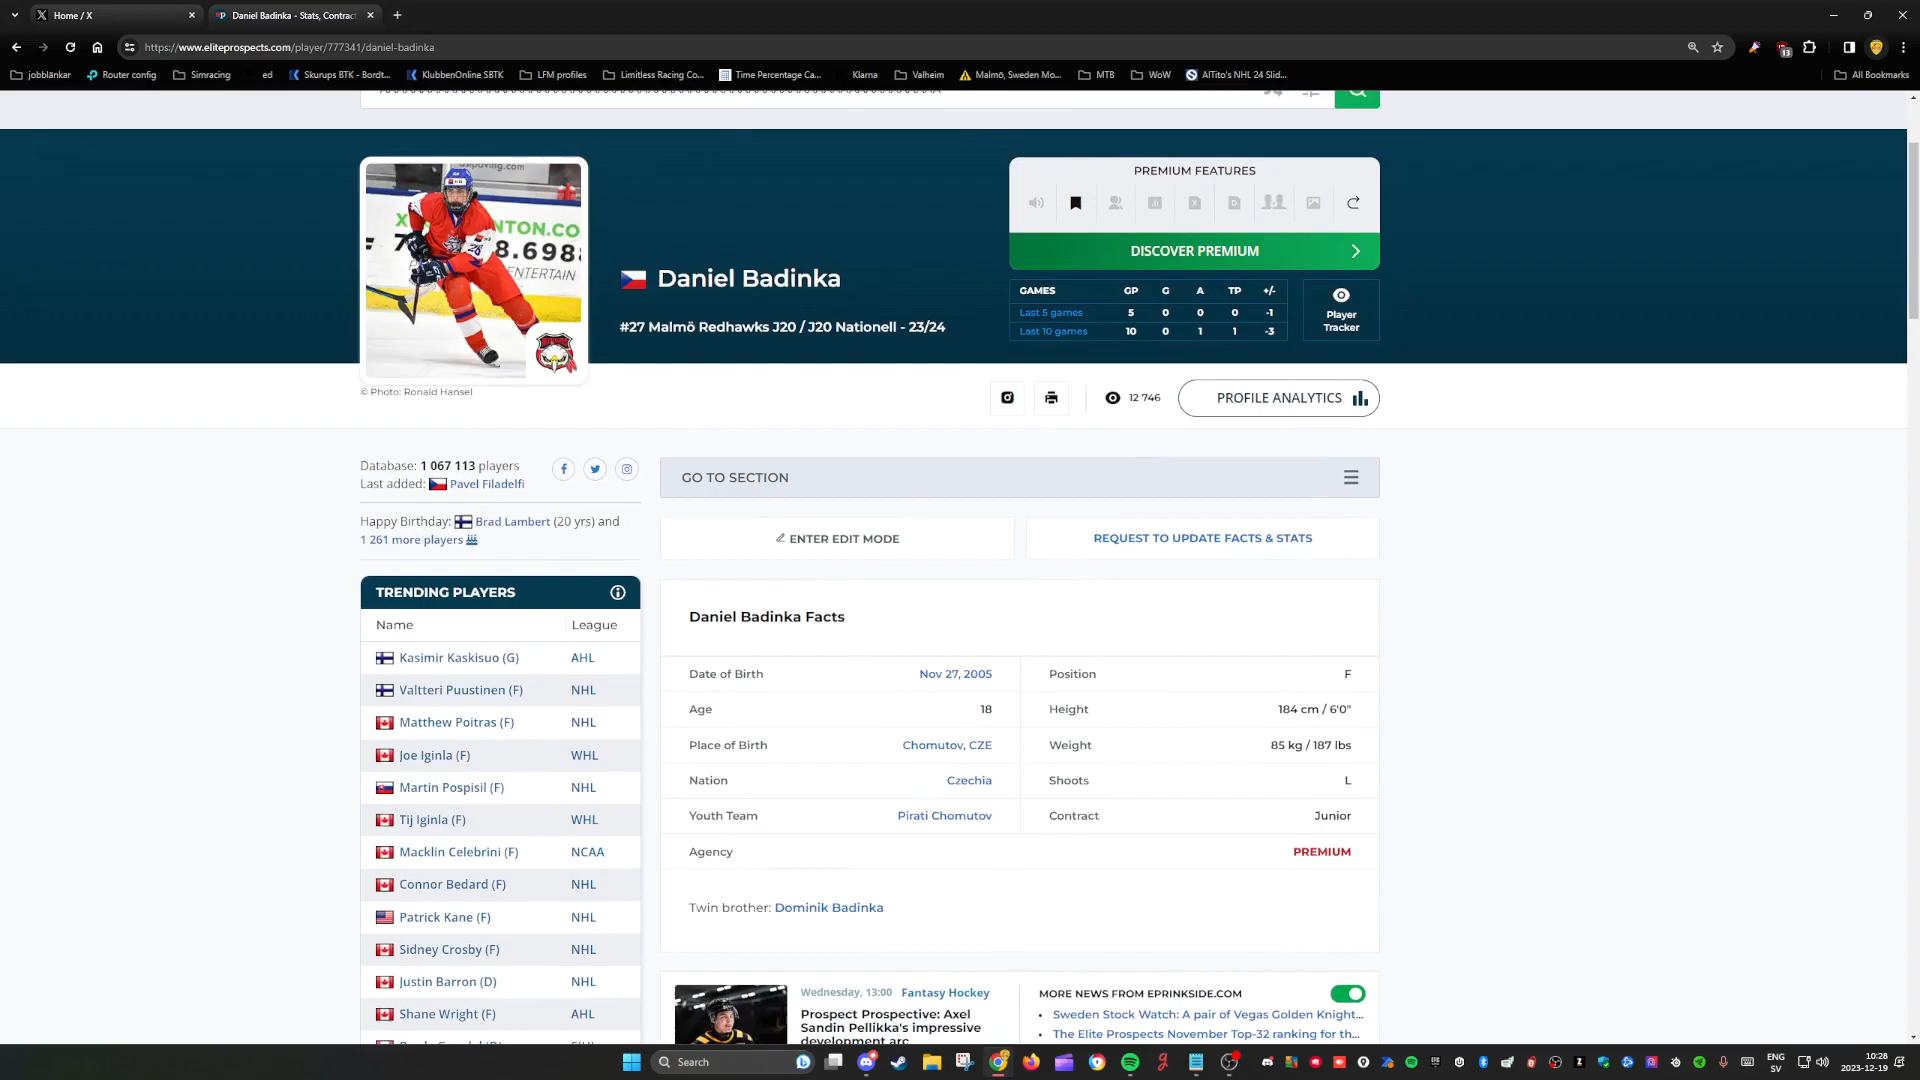 Home / X
Daniel Badinka - Stats, Contract
https://www.eliteprospects.com/player/777341/daniel-badinka
13
jobblänkar
Router config
Simracing
ed
Skurups BTK - Bordt...
KlubbenOnline SBTK
LFM profiles
Limitless Racing Co...
Time Percentage Ca...
Klarna
Valheim
Malmö, Sweden Mo...
MTB
WoW
AlTito's NHL 24 Slid...
All Bookmarks
PREMIUM FEATURES
DISCOVER PREMIUM
Daniel Badinka
#27 Malmö Redhawks J20 / J20 Nationell - 23/24
GAMES GP G A TP +/-
Last 5 games 5 0 0 0 -1
Last 10 games 10 0 1 1 -3
Player
Tracker
© Photo: Ronald Hansel
12 746
PROFILE ANALYTICS
Database: 1 067 113 players
Last added: Pavel Filadelfi
Happy Birthday: Brad Lambert (20 yrs) and
1 261 more players
TRENDING PLAYERS
Name League
Kasimir Kaskisuo (G) AHL
Valtteri Puustinen (F) NHL
Matthew Poitras (F) NHL
Joe Iginla (F) WHL
Martin Pospisil (F) NHL
Tij Iginla (F) WHL
Macklin Celebrini (F) NCAA
Connor Bedard (F) NHL
Patrick Kane (F) NHL
Sidney Crosby (F) NHL
Justin Barron (D) NHL
Shane Wright (F) AHL
GO TO SECTION
ENTER EDIT MODE
REQUEST TO UPDATE FACTS & STATS
Daniel Badinka Facts
Date of Birth Nov 27, 2005 Position F
Age 18 Height 184 cm / 6'0"
Place of Birth Chomutov, CZE Weight 85 kg / 187 lbs
Nation Czechia Shoots L
Youth Team Pirati Chomutov Contract Junior
Agency PREMIUM
Twin brother: Dominik Badinka
Wednesday, 13:00 Fantasy Hockey
Prospect Prospective: Axel
Sandin Pellikka's impressive
development arc
MORE NEWS FROM EPRINKSIDE.COM
• Sweden Stock Watch: A pair of Vegas Golden Knight...
• The Elite Prospects November Top-32 ranking for th...
Search
ENG
SV
10:28
2023-12-19